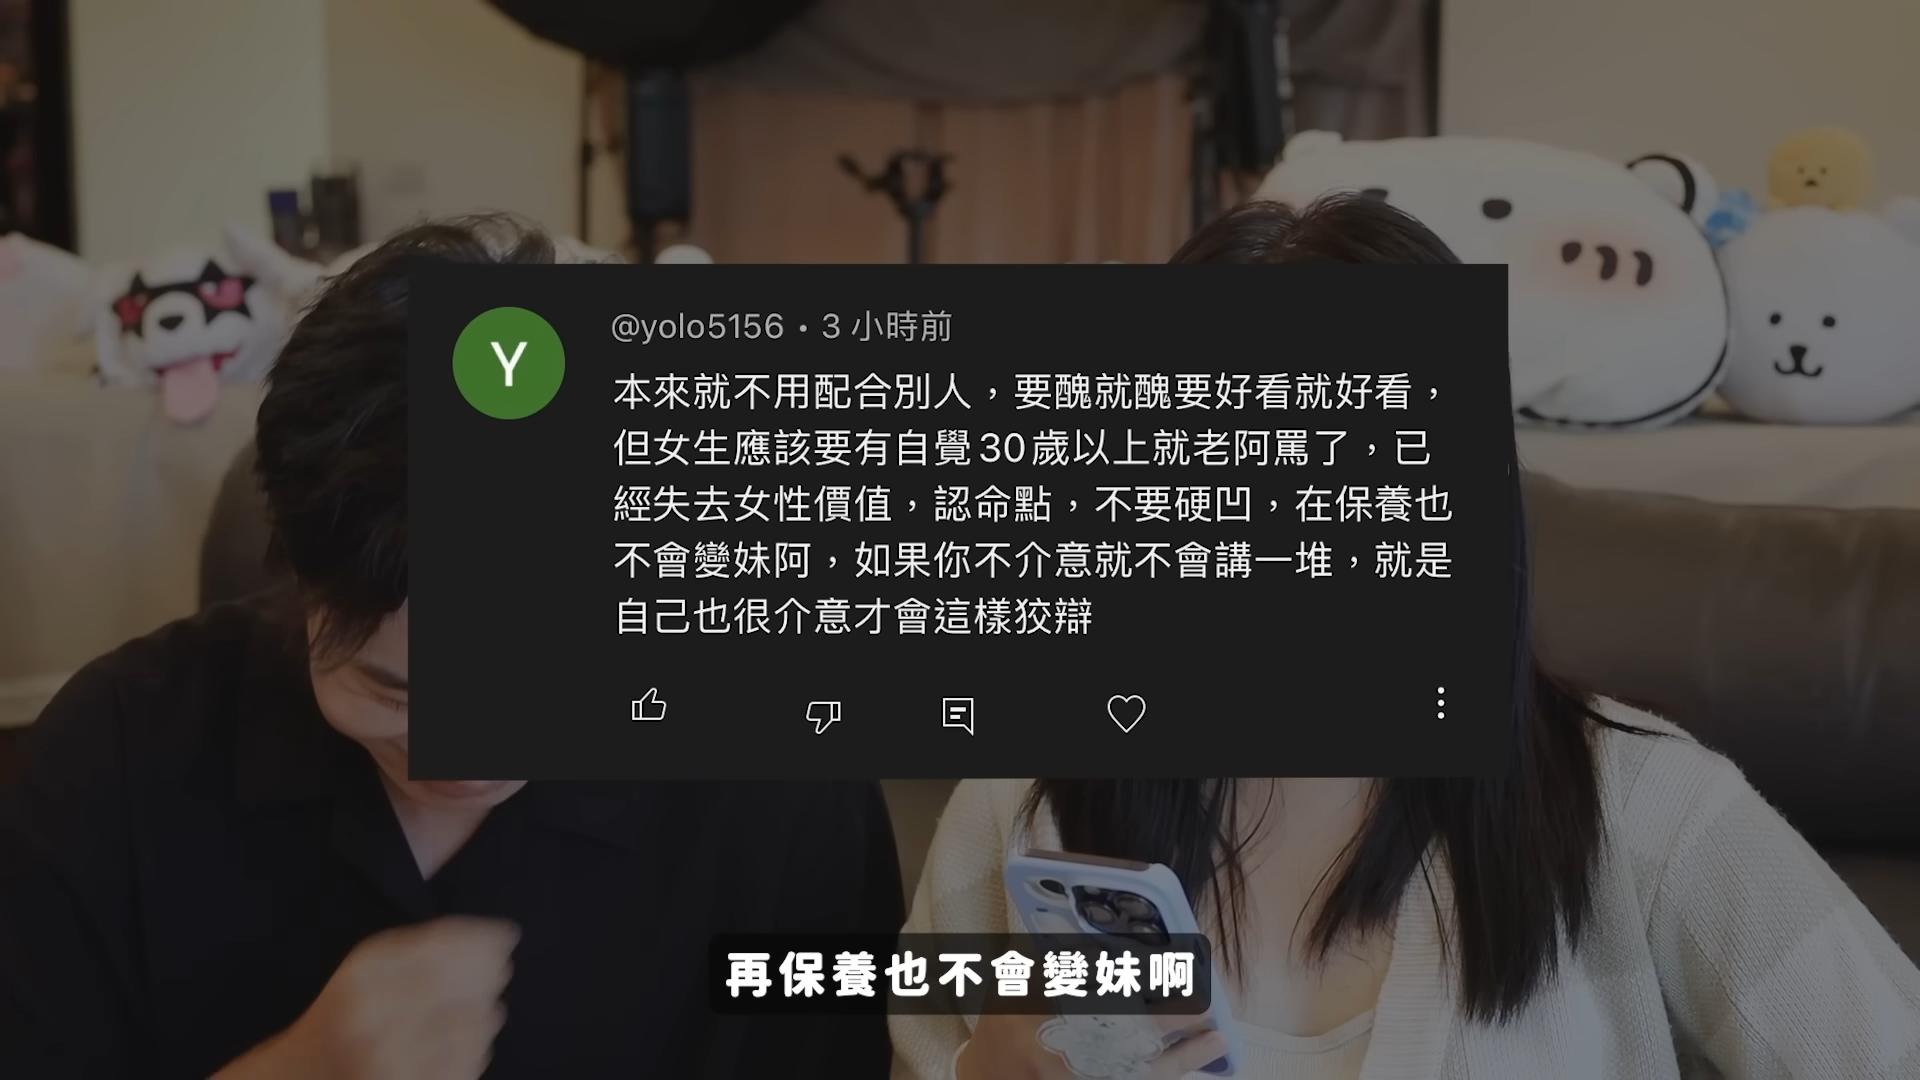 Y
@yolo5156 • 3 小時前
本來就不用配合別人，要醜就醜要好看就好看，
但女生應該要有自覺30歲以上就老阿罵了，已
經失去女性價值，認命點，不要硬凹，在保養也
不會變妹阿，如果你不介意就不會講一堆，就是
自己也很介意才會這樣狡辯
再保養也不會變妹啊